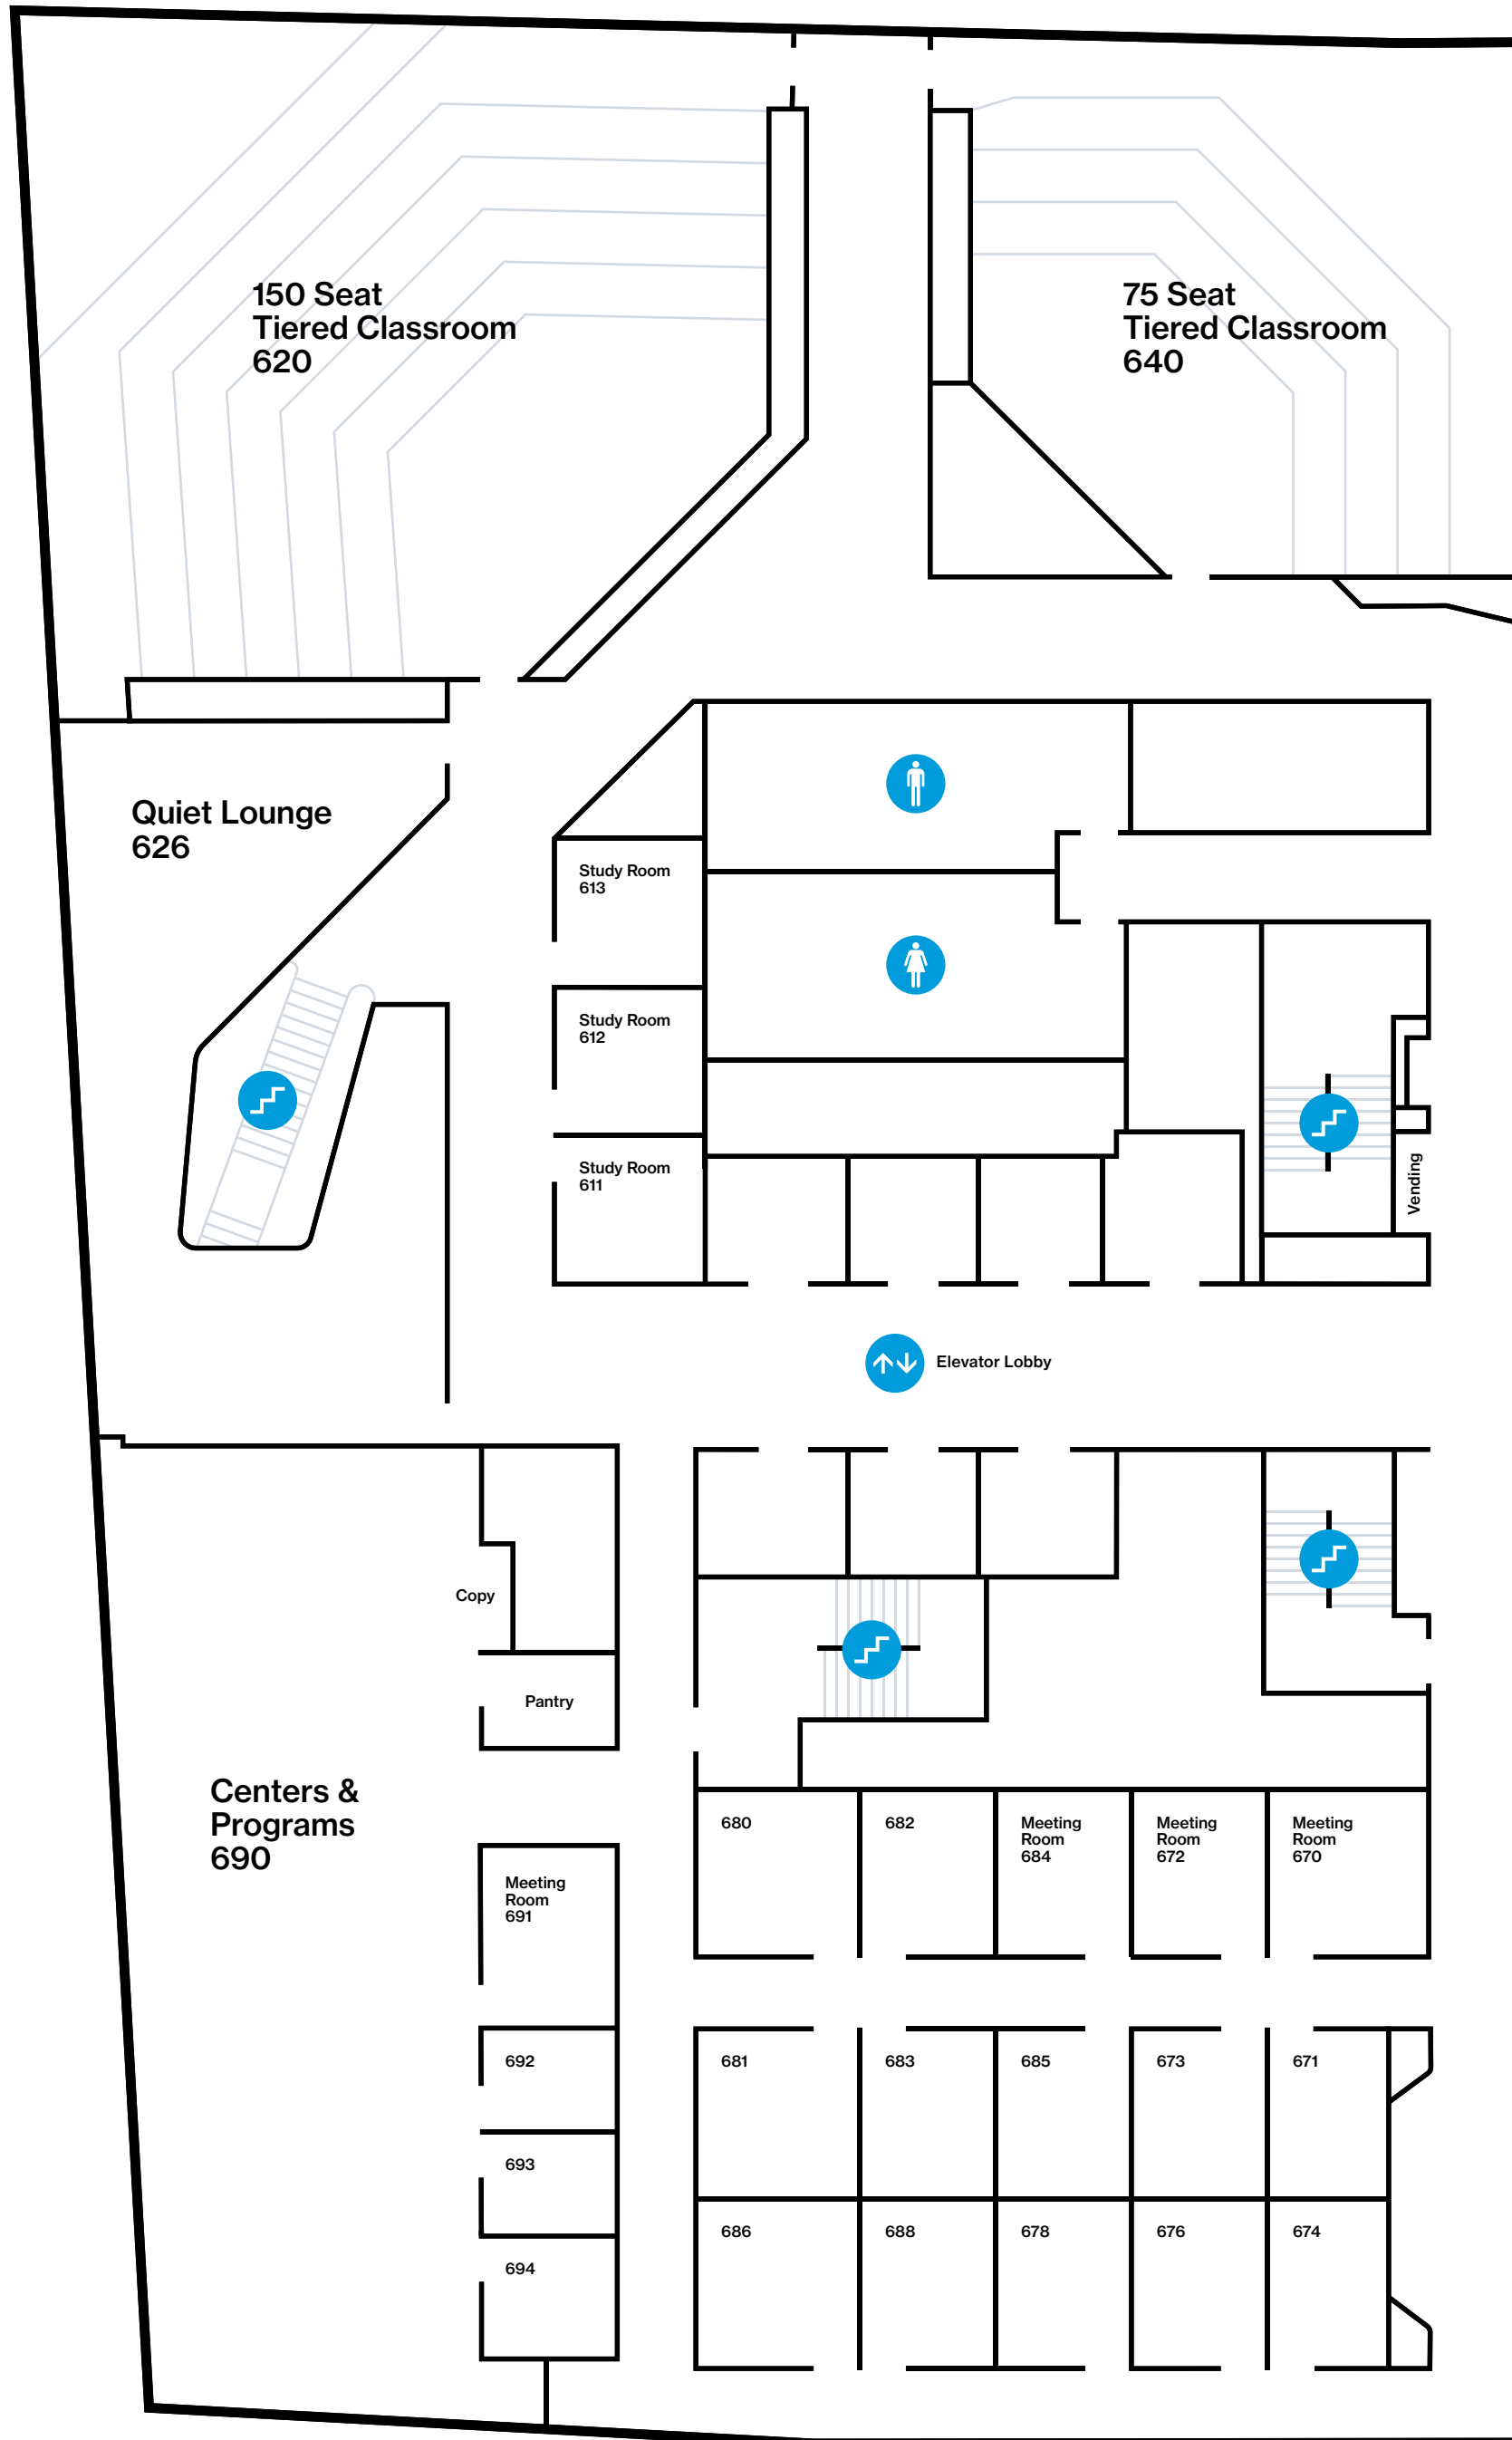 150 Seat
Tiered Classroom
620
75 Seat
Tiered Classroom
640
Quiet Lounge
626
Study Room
613
Study Room
612
Study Room
611
Vending
Elevator Lobby
Copy
Pantry
Centers &
Programs
690
680
682
Meeting
Room
684
Meeting
Room
672
Meeting
Room
670
Meeting
Room
691
692
693
694
681
683
685
673
671
686
688
678
676
674